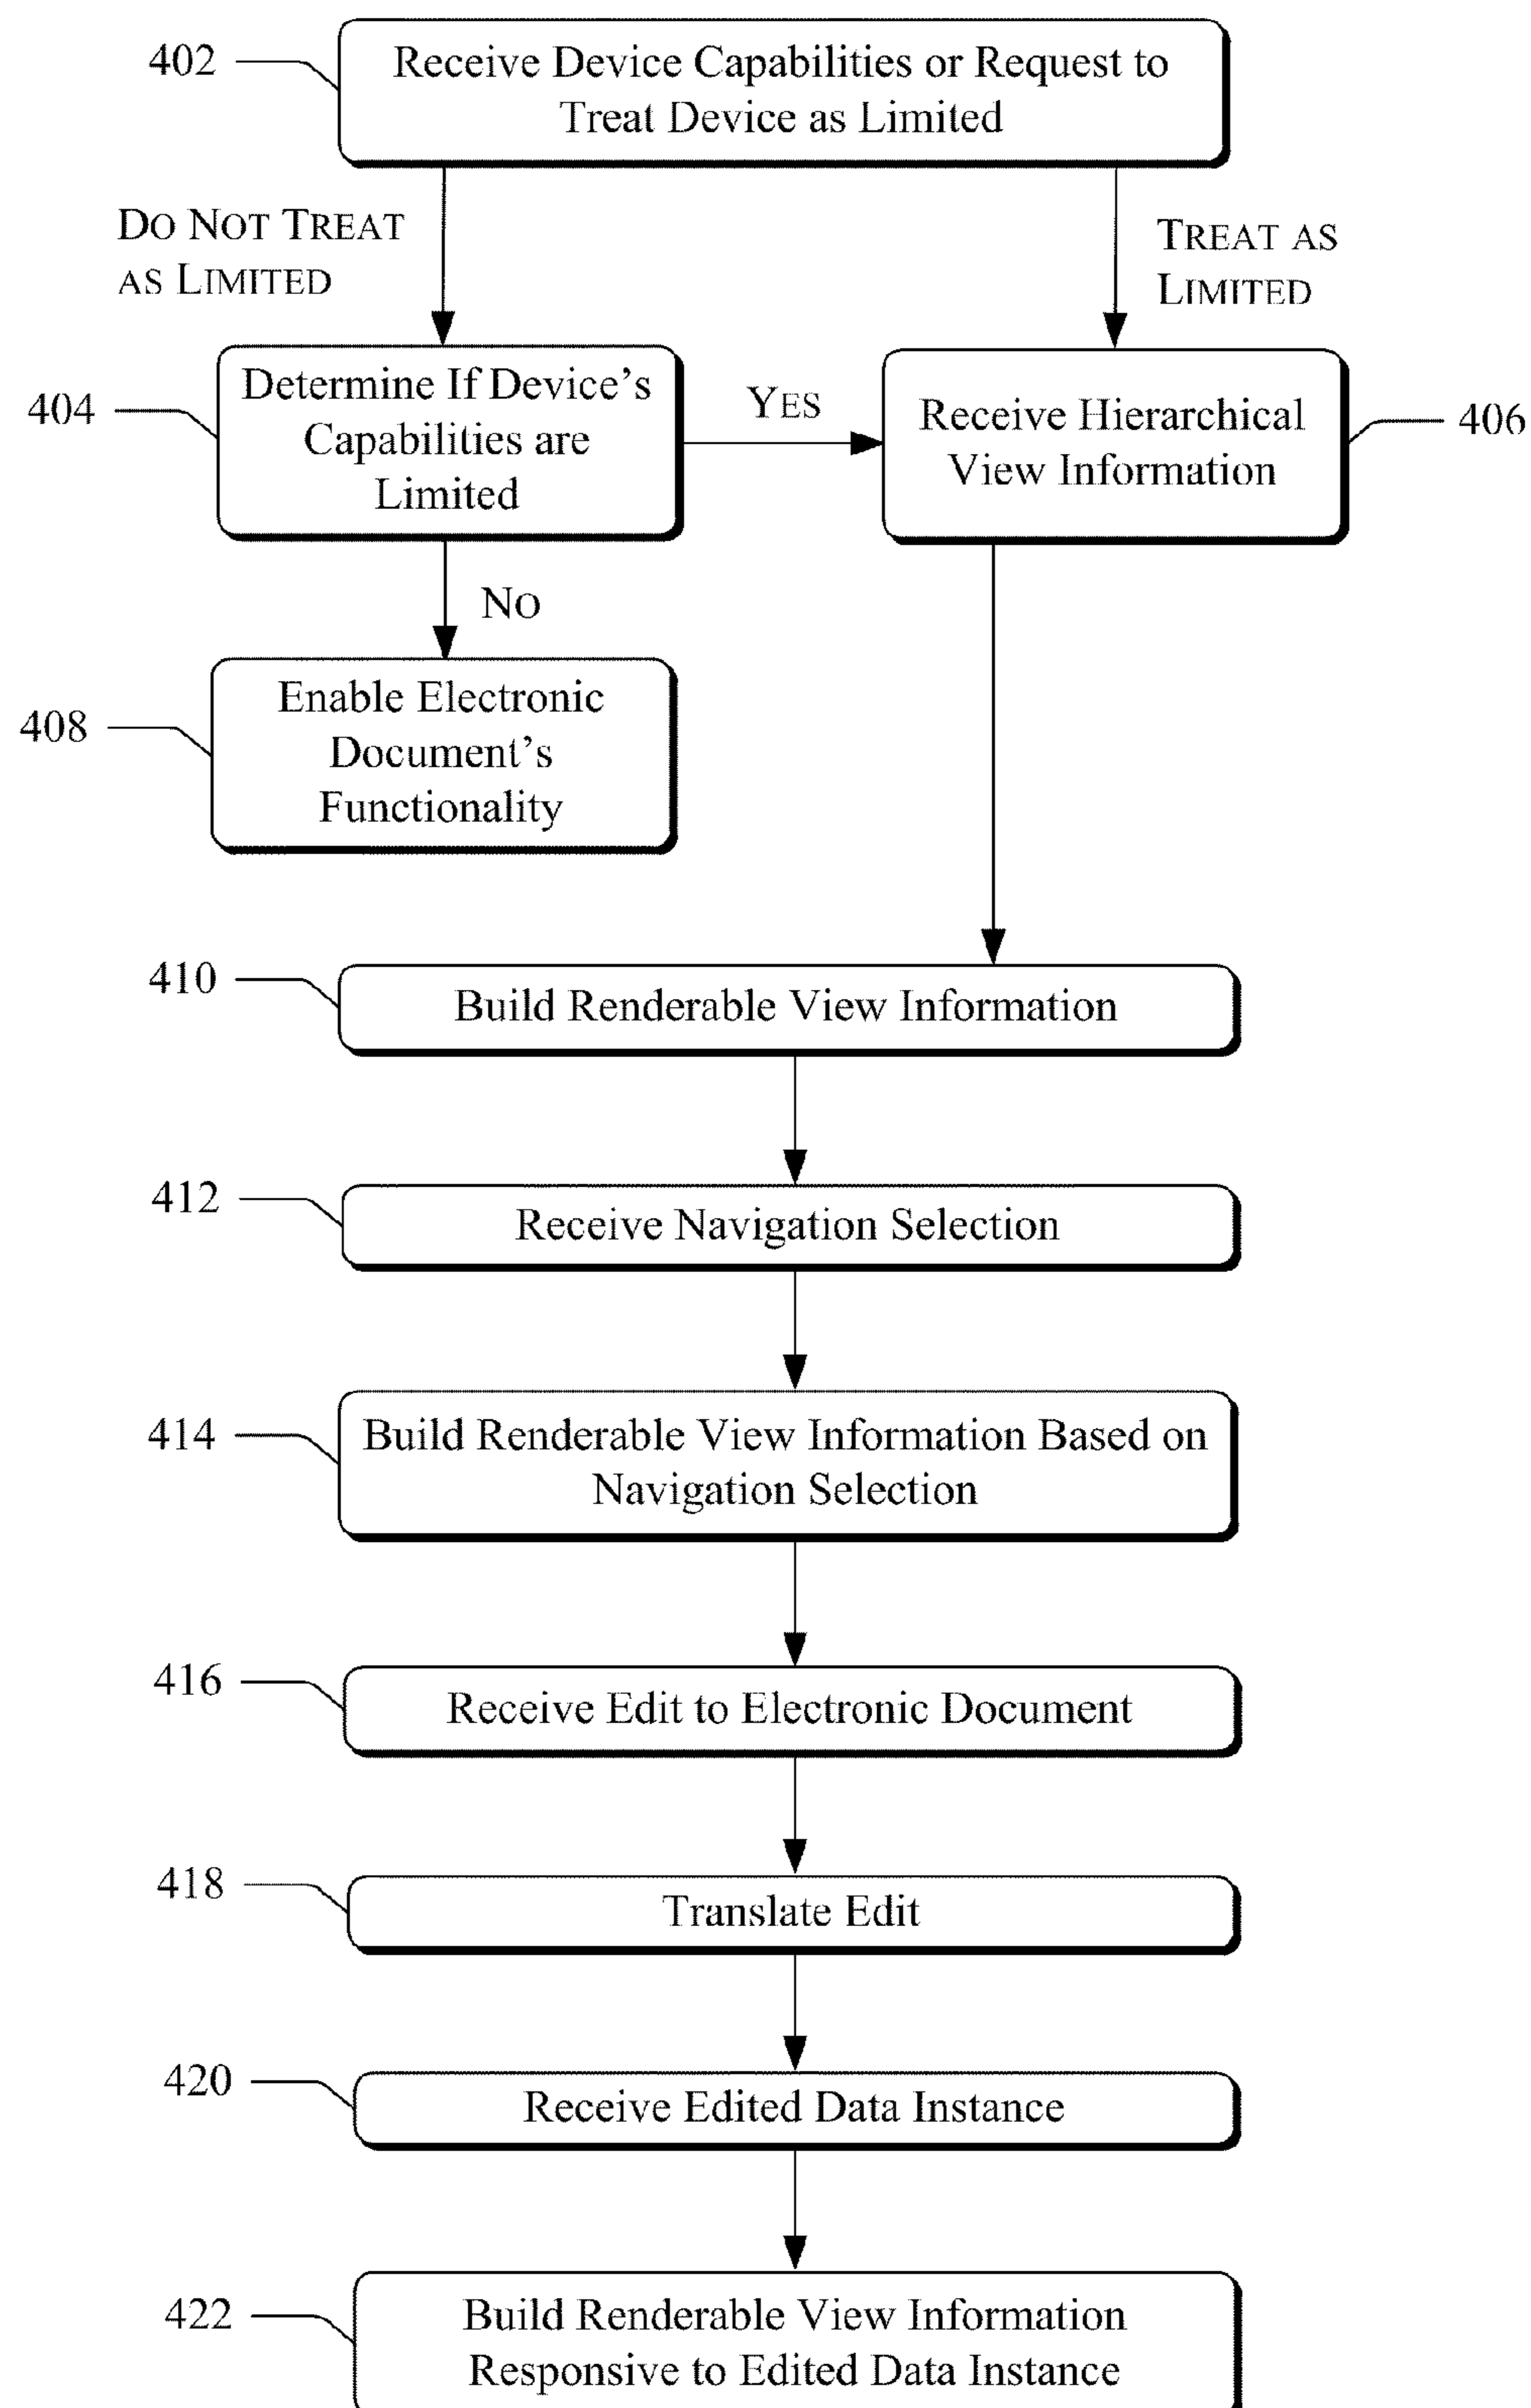 402
Receive Device Capabilities or Request to
Treat Device as Limited
DO NOT TREAT
AS LIMITED
TREAT AS
LIMITED
404
Determine If Device's
Capabilities are
Limited
YES
Receive Hierarchical
View Information
406
NO
408
Enable Electronic
Document's
Functionality
410
Build Renderable View Information
412
Receive Navigation Selection
414
Build Renderable View Information Based on
Navigation Selection
416
Receive Edit to Electronic Document
418
Translate Edit
420
Receive Edited Data Instance
422
Build Renderable View Information
Responsive to Edited Data Instance